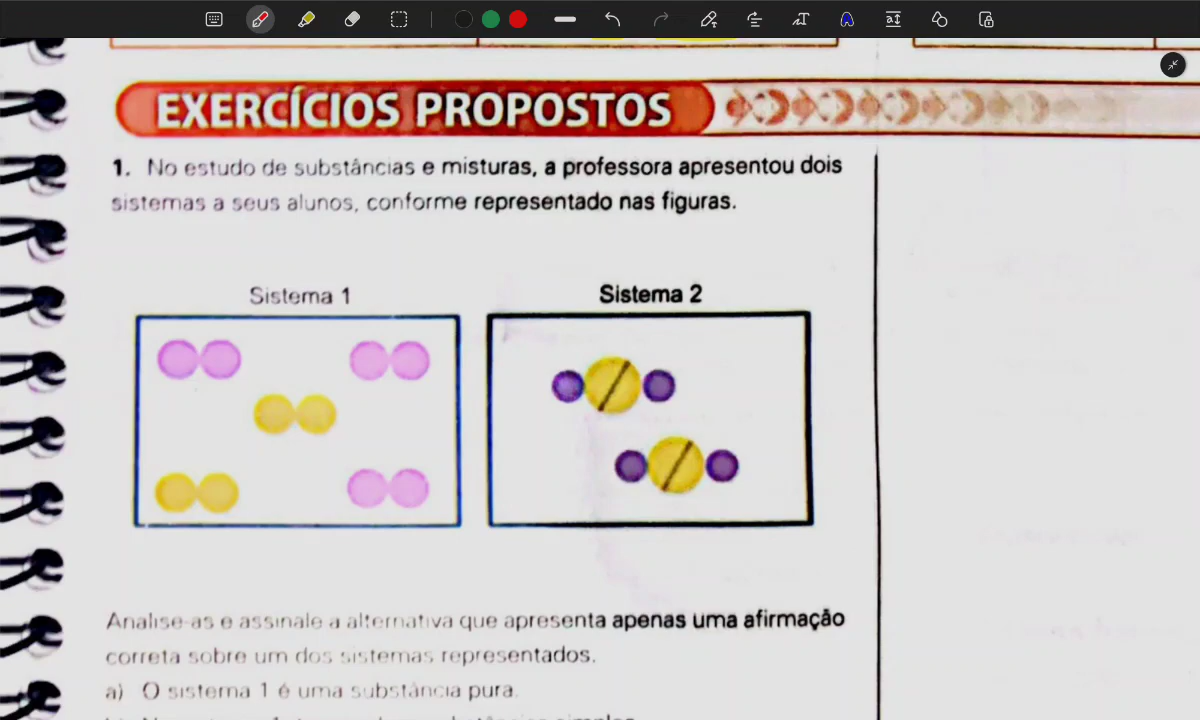 EXERCÍCIOS PROPOSTOS
1. No estudo de substâncias e misturas, a professora apresentou dois
sistemas a seus alunos, conforme representado nas figuras.
Sistema 1
Sistema 2
Analise-as e assinale a alternativa que apresenta apenas uma afirmação
correta sobre um dos sistemas representados.
a) O sistema 1 é uma substância pura.